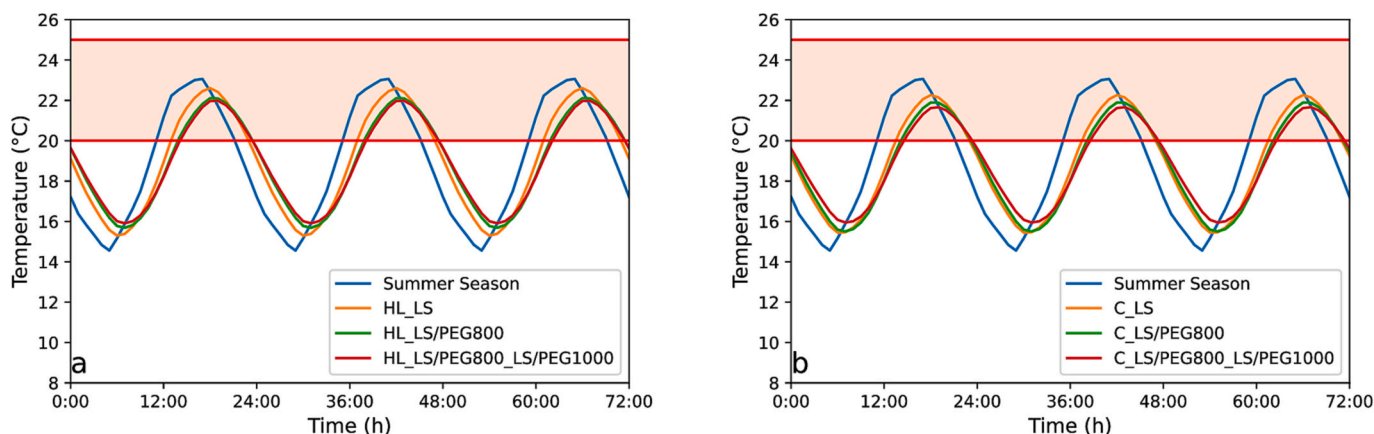 26
24
22
20
18
16
14
12
10
8
Temperature (°C)
Summer Season
HL_LS
HL_LS/PEG800
HL_LS/PEG800_LS/PEG1000
a
0:00 12:00 24:00 36:00 48:00 60:00 72:00
Time (h)
26
24
22
20
18
16
14
12
10
8
Temperature (°C)
Summer Season
C_LS
C_LS/PEG800
C_LS/PEG800_LS/PEG1000
b
0:00 12:00 24:00 36:00 48:00 60:00 72:00
Time (h)